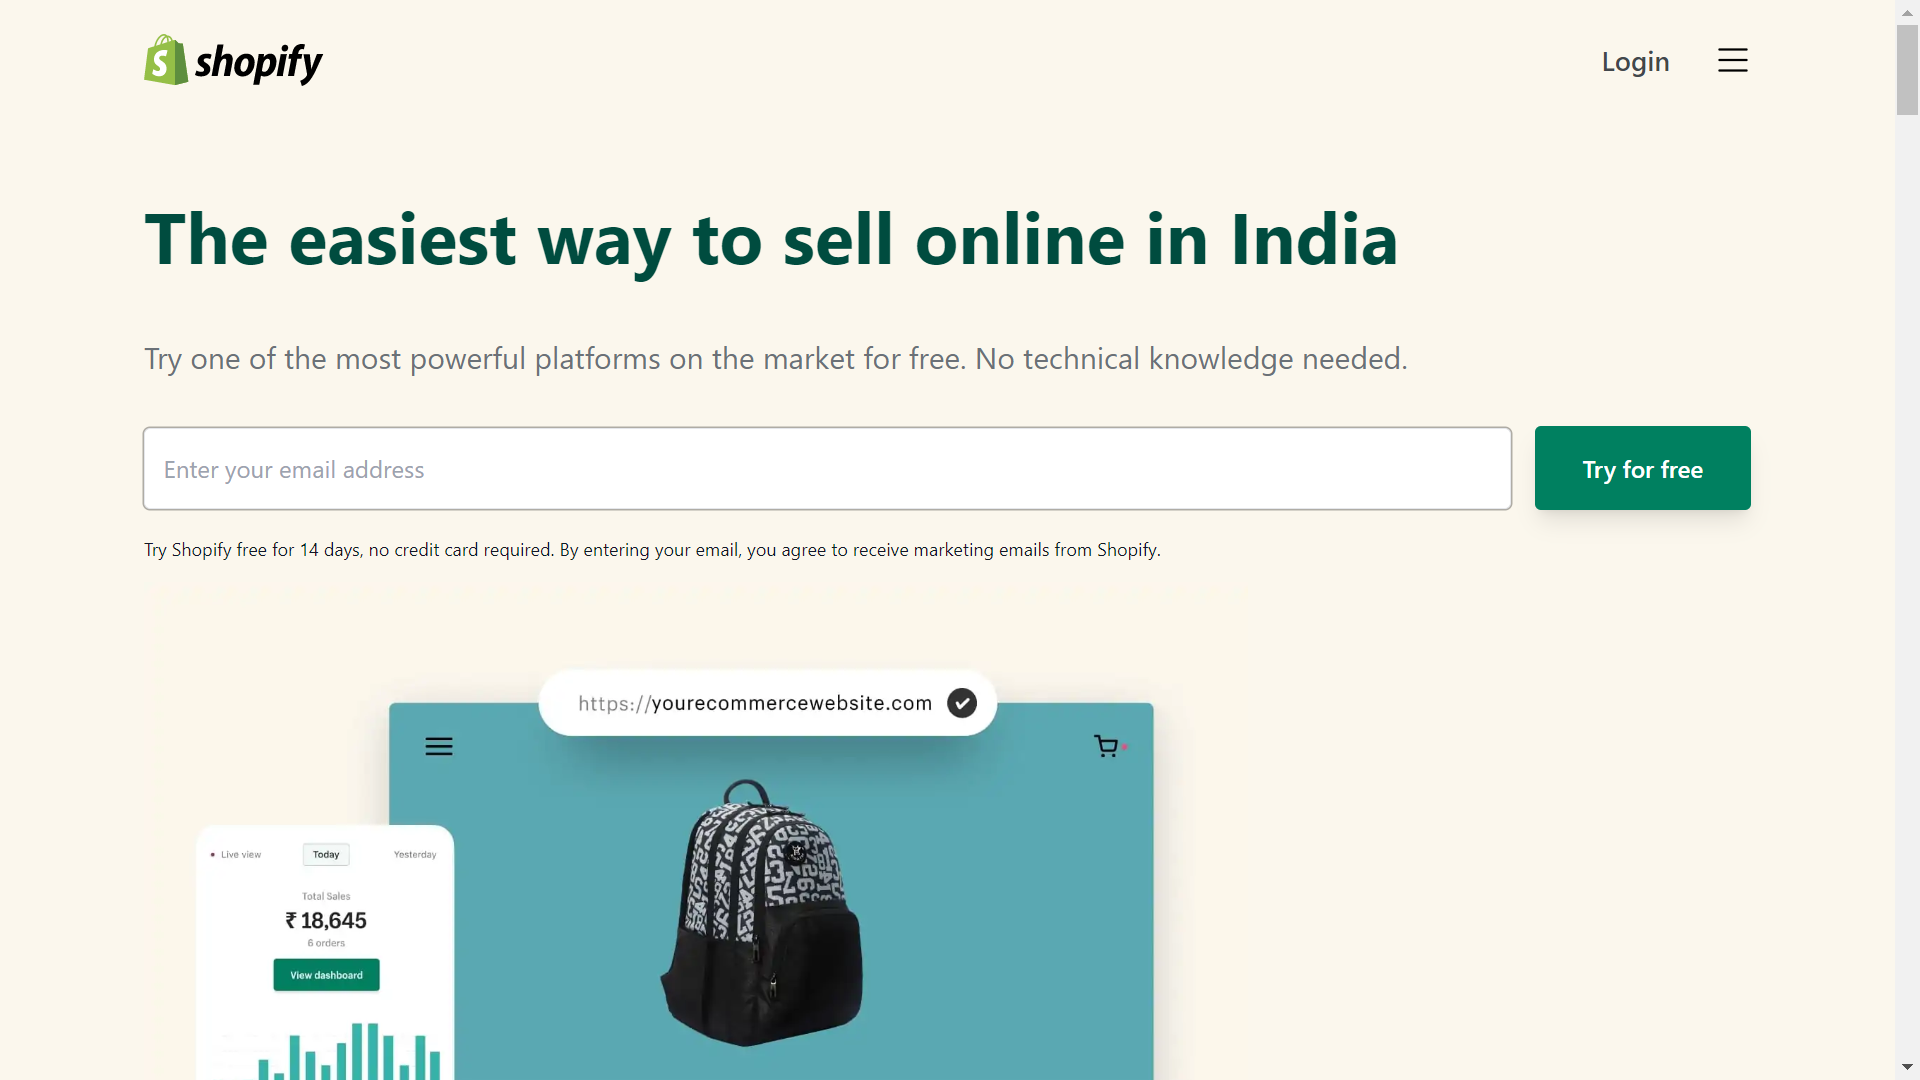 shopify
Login
The easiest way to sell online in India
Try one of the most powerful platforms on the market for free. No technical knowledge needed.
Enter your email address
Try for free
Try Shopify free for 14 days, no credit card required. By entering your email, you agree to receive marketing emails from Shopify.
https://yourecommercewebsite.com
Live view Today Yesterday
Total Sales
₹ 18,645
6 orders
View dashboard